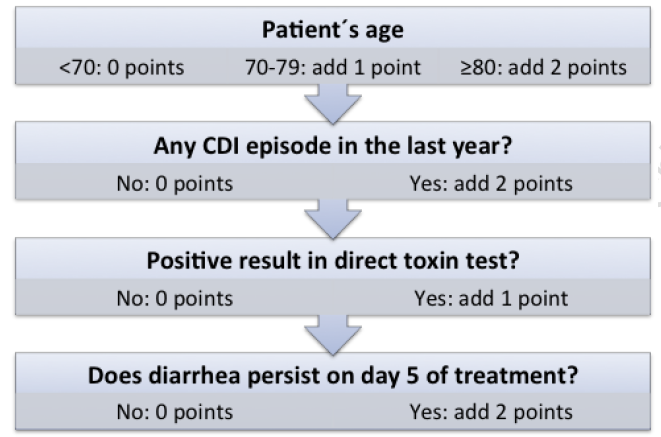 Patient´s age
<70: 0 points 70-79: add 1 point ≥80: add 2 points
Any CDI episode in the last year?
No: 0 points Yes: add 2 points
Positive result in direct toxin test?
No: 0 points Yes: add 1 point
Does diarrhea persist on day 5 of treatment?
No: 0 points Yes: add 2 points